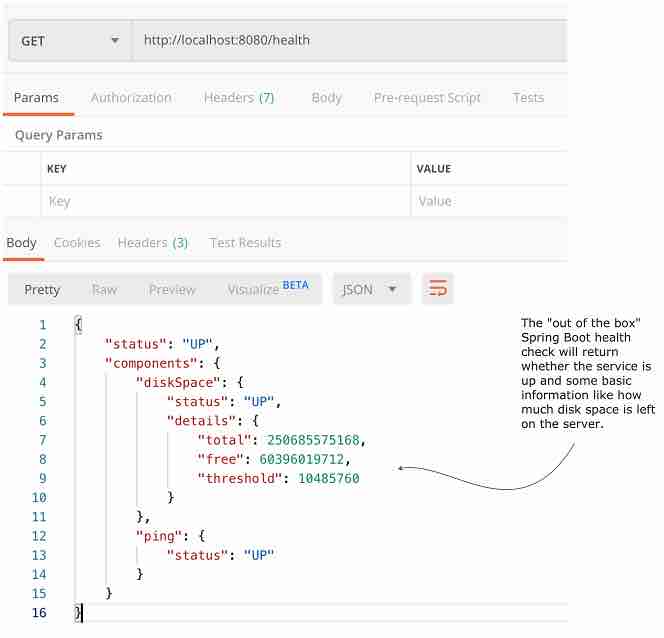 GET http://localhost:8080/health
Params Authorization Headers (7) Body Pre-request Script Tests
Query Params
KEY VALUE
Key Value
Body Cookies Headers (3) Test Results
Pretty Raw Preview Visualize BETA JSON
1 {
2 "status": "UP",
3 "components": {
4 "diskSpace": {
5 "status": "UP",
6 "details": {
7 "total": 250685575168,
8 "free": 60396019712,
9 "threshold": 10485760
10 }
11 },
12 "ping": {
13 "status": "UP"
14 }
15 }
16 }
The "out of the box"
Spring Boot health
check will return
whether the service is
up and some basic
information like how
much disk space is left
on the server.